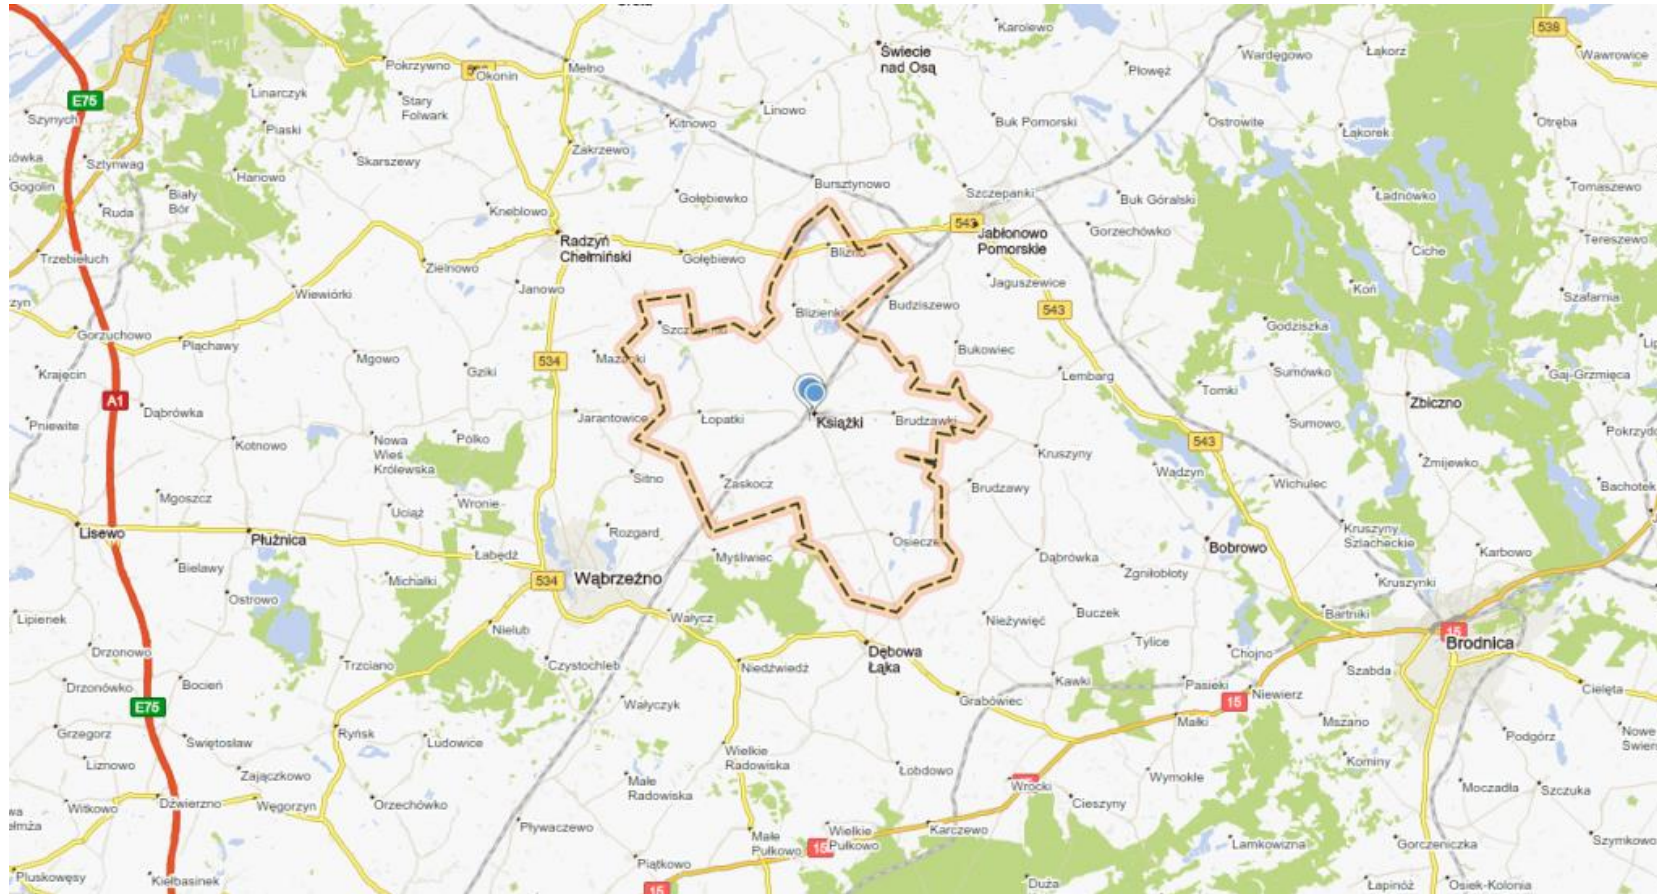 Karolewo
538
Świecie
nad Osą
Wardęgowo
Łąkorz
Wawrowice
Pokrzywno
Okonin
Mełno
Płowęż
E75
Linarczyk
Stary
Folwark
Linowo
Szynych
Piaski
Kitnowo
Buk Pomorski
Ostrowite
Łąkorek
Otręba
Zakrzewo
Skarszewy
Sztynwag
Gogolin
Hanowo
Biały
Bór
Bursztynowo
Szczepanki
Buk Góralski
Ładnówko
Tomaszewo
Ruda
Kneblowo
Gołębiewko
543
Jabłonowo
Pomorskie
Gorzechówko
Radzyń
Chełmiński
Tereszewo
Ciche
Trzebiełuch
Zielnowo
Gołębiewo
Blizno
Janowo
Jaguszewice
Koń
Wiewiórki
Budziszewo
Szafarnia
543
Blizienko
Gorzuchowo
Płąchawy
Godziszka
Mgowo
534
Bukowiec
Krajęcin
Gziki
Lembarg
Sumówko
Gaj-Grzmięca
Tomki
A1
Dąbrówka
Zbiczno
Pniewite
Jarantowice
Łopatki
Książki
Brudzawki
Sumowo
Kotnowo
Nowa
Wieś
Królewska
Pólko
543
Kruszyny
Żmijewko
Wądzyn
Sitno
Zaskocz
Brudzawy
Wichulec
Bachotek
Mgoszcz
Wronie
Uciąż
Lisewo
Płużnica
Rozgard
Kruszyny
Szlacheckie
Łabędź
Myśliwiec
Dąbrówka
Bobrowo
Karbowo
Bielawy
Michałki
534
Wąbrzeźno
Zgniłobłoty
Kruszynki
Ostrowo
Lipienek
Wałycz
Nieżywięć
Buczek
Bartniki
Nielub
Tylice
15
Brodnica
Drzonowo
Trzciano
Czystochleb
Niedźwiedź
Dębowa
Łąka
Chojno
Szabda
Drzonówko
Bocień
Kawki
Pasieki
Niewierz
Cielęta
E75
Wałyczyk
Grabówiec
15
Małki
Mszano
Grzegorz
Świętosław
Ryńsk
Ludowice
Podgórz
Wielkie
Radowiska
Liznowo
Zajączkowo
Łobdowo
Kominy
Małe
Radowiska
Wrocki
Wymokłe
Moczadła
Szczuka
Witkowo
Dźwierzno
Węgorzyn
Orzechówko
Cieszyny
Pływaczewo
Małe
Pułkowo
15
Wielkie
Pułkowo
Karczewo
Lamkowizna
Gorczeniczka
Szymkowo
Piątkowo
Pluskowęsy
Kiełbasinek
15
Duża
Łapinóż
Osiek-Kolonia